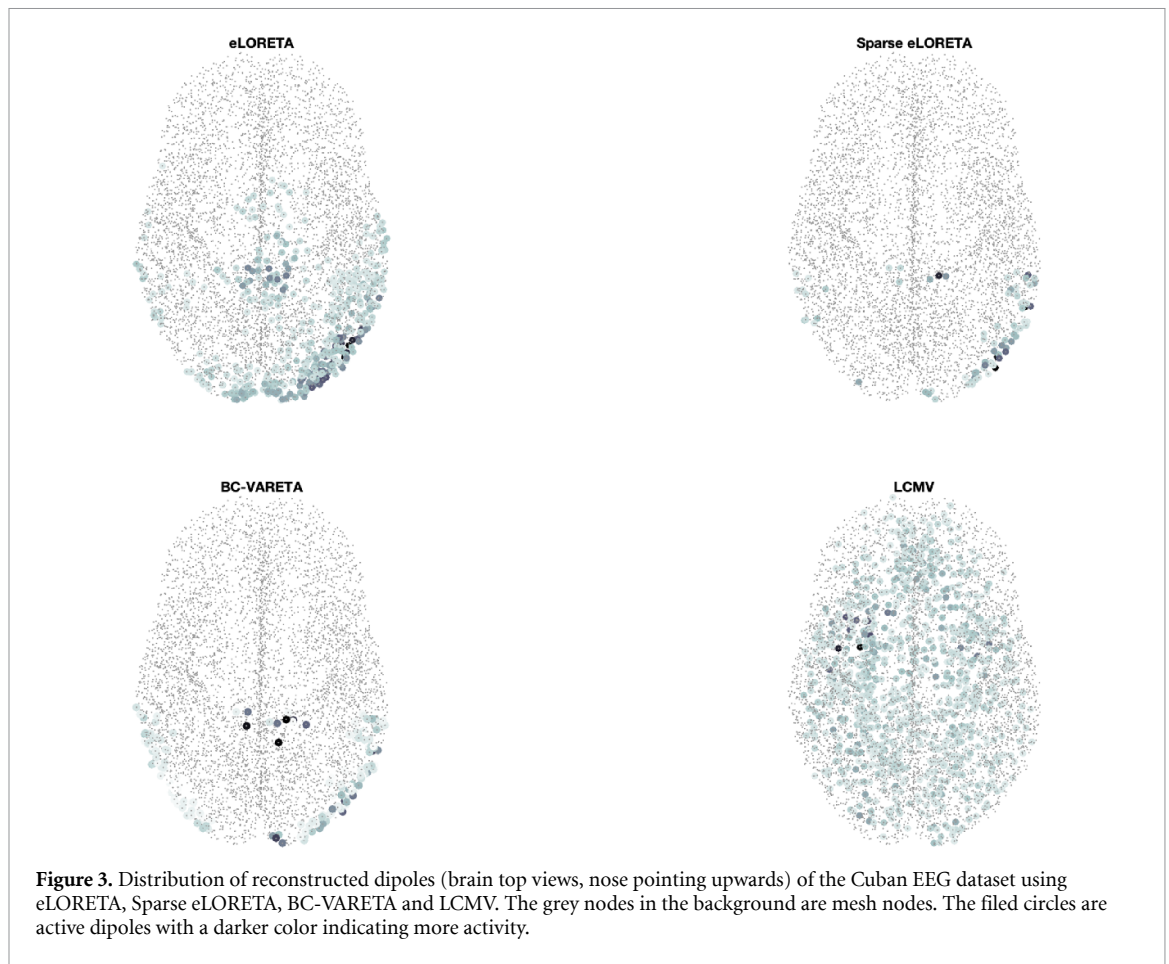 eLORETA
Sparse eLORETA
BC-VARETA
LCMV
Figure 3. Distribution of reconstructed dipoles (brain top views, nose pointing upwards) of the Cuban EEG dataset using
eLORETA, Sparse eLORETA, BC-VARETA and LCMV. The grey nodes in the background are mesh nodes. The filed circles are
active dipoles with a darker color indicating more activity.